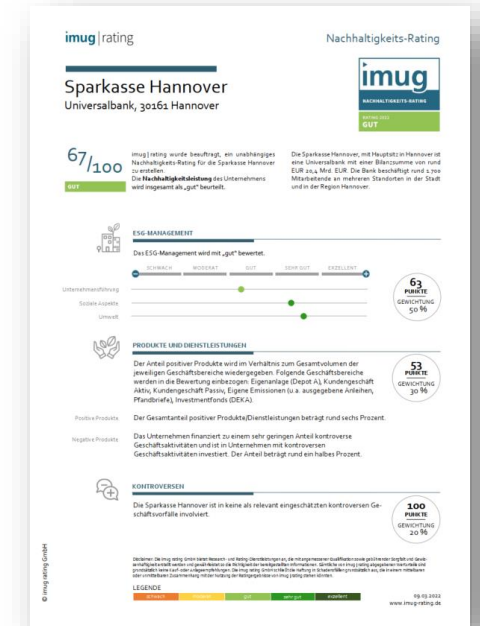 imug | rating
Nachhaltigkeits-Rating
Sparkasse Hannover
Universalbank, 30161 Hannover
imug
NACHHALTIGKEITS-RATING
GUT
67/100
GUT
imug | rating wurde beauftragt, ein unabhängiges
Nachhaltigkeits-Rating für die Sparkasse Hannover
zu erstellen.
Die Nachhaltigkeitsleistung des Unternehmens
wird insgesamt als „gut" beurteilt.
Die Sparkasse Hannover, mit Hauptsitz in Hannover ist
eine Universalbank mit einer Bilanzsumme von rund
EUR 20,4 Mrd. EUR. Die Bank beschäftigt rund 1.700
Mitarbeitende an mehreren Standorten in der Stadt
und in der Region Hannover.
ESG-MANAGEMENT
Das ESG-Management wird mit „gut" bewertet.
SCHWACH MODERAT GUT SEHR GUT EXZELLENT
Unternehmensführung
Soziale Aspekte
Umwelt
63
PUNKTE
GEWICHTUNG
50 %
PRODUKTE UND DIENSTLEISTUNGEN
Der Anteil positiver Produkte wird im Verhältnis zum Gesamtvolumen der
jeweiligen Geschäftsbereiche wiedergegeben. Folgende Geschäftsbereiche
werden in die Bewertung einbezogen: Eigenanlage (Depot A), Kundengeschäft
Aktiv, Kundengeschäft Passiv, Eigene Emissionen (u.a. ausgegebene Anleihen,
Pfandbriefe), Investmentfonds (DEKA).
53
PUNKTE
GEWICHTUNG
30 %
Positive Produkte
Der Gesamtanteil positiver Produkte/Dienstleistungen beträgt rund sechs Prozent.
Negative Produkte
Das Unternehmen finanziert zu einem sehr geringen Anteil kontroverse
Geschäftsaktivitäten und ist in Unternehmen mit kontroversen
Geschäftsaktivitäten investiert. Der Anteil beträgt rund ein halbes Prozent.
KONTROVERSEN
Die Sparkasse Hannover ist in keine als relevant eingeschätzten kontroversen Ge-
schäftsvorfälle involviert.
100
PUNKTE
GEWICHTUNG
20 %
© imug rating GmbH
LEGENDE
schwach moderat gut sehr gut exzellent
09.03.2022
www.imug-rating.de